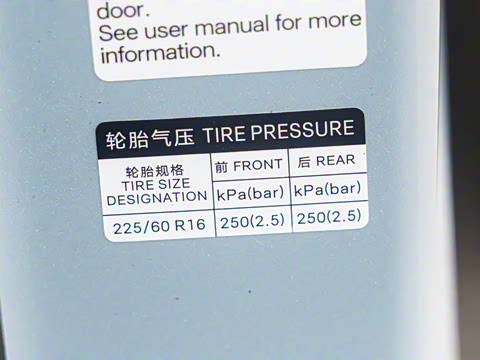 door.
See user manual for more
information.
轮胎气压 TIRE PRESSURE
轮胎规格
TIRE SIZE
DESIGNATION
前 FRONT
后 REAR
kPa(bar)
kPa(bar)
225/60 R16
250(2.5)
250(2.5)